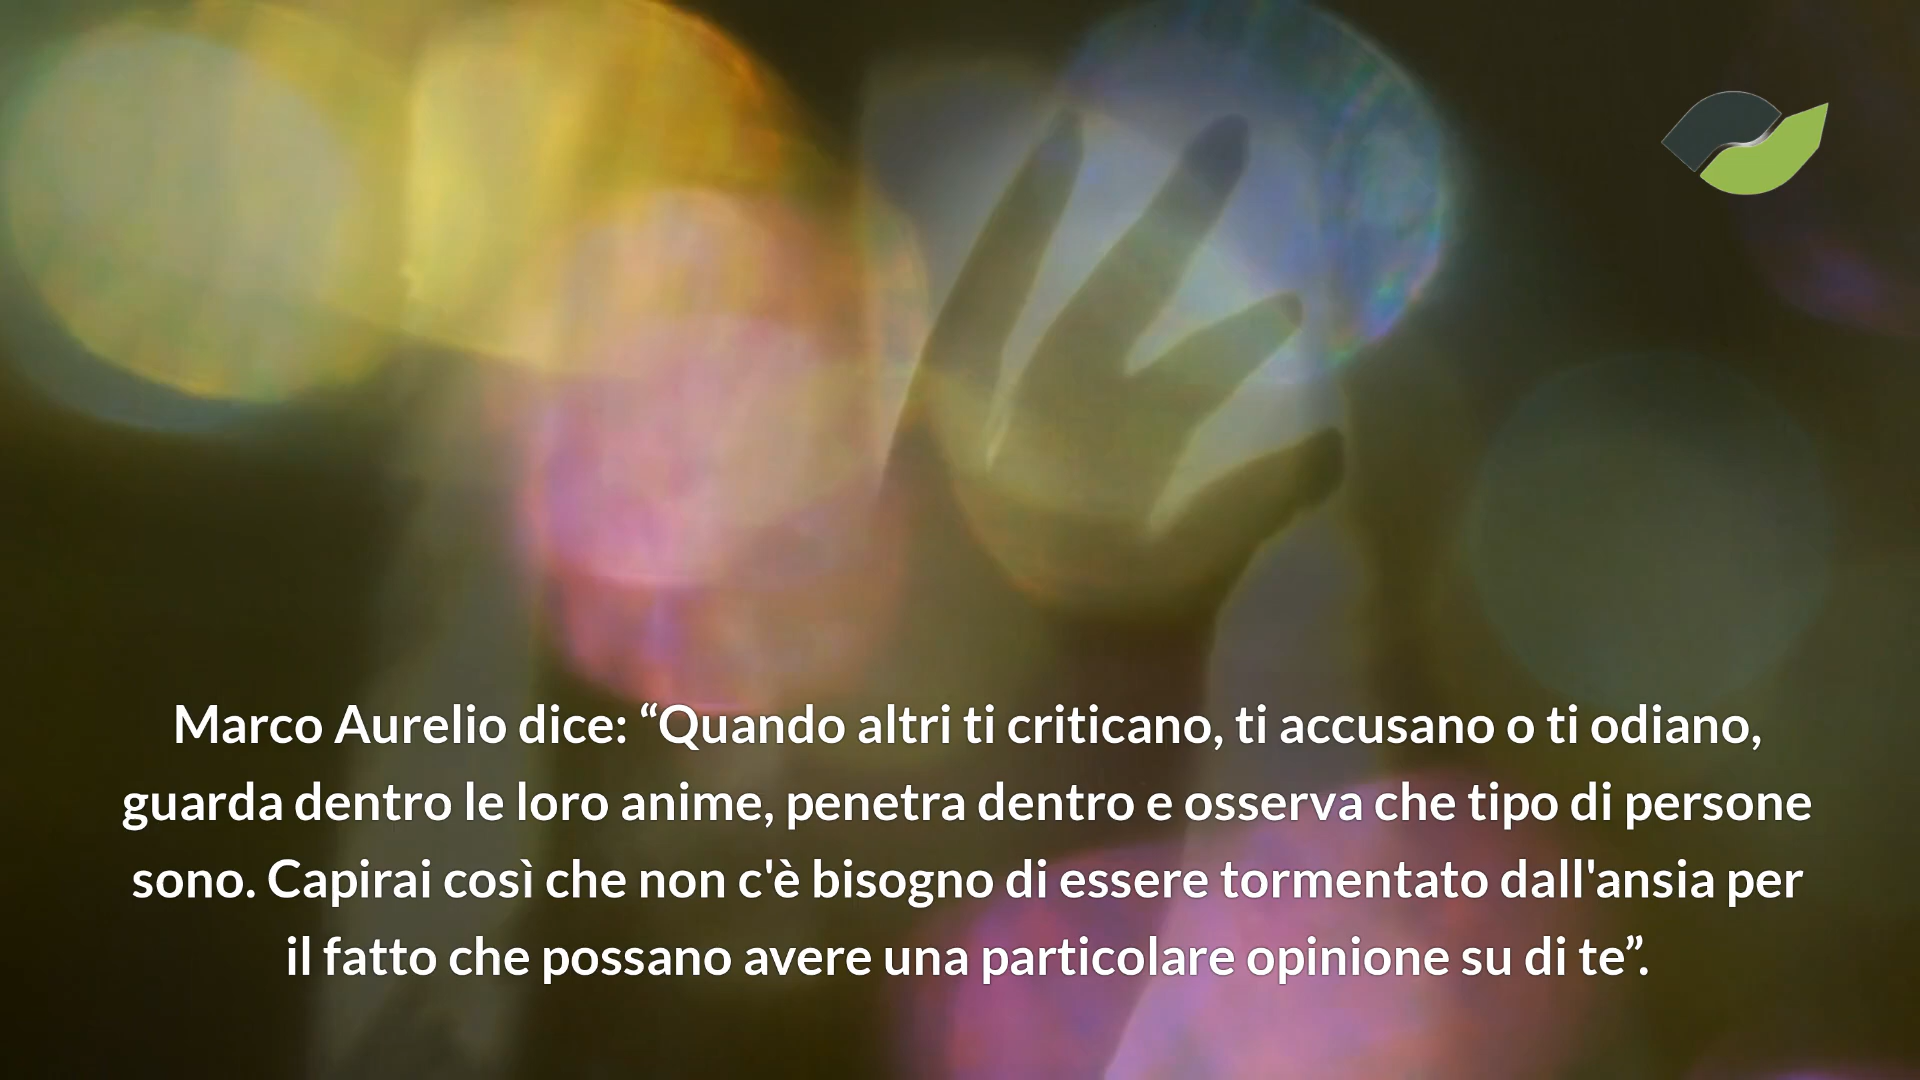 Marco Aurelio dice: “Quando altri ti criticano, ti accusano o ti odiano,
guarda dentro le loro anime, penetra dentro e osserva che tipo di persone
sono. Capirai così che non c'è bisogno di essere tormentato dall'ansia per
il fatto che possano avere una particolare opinione su di te”.